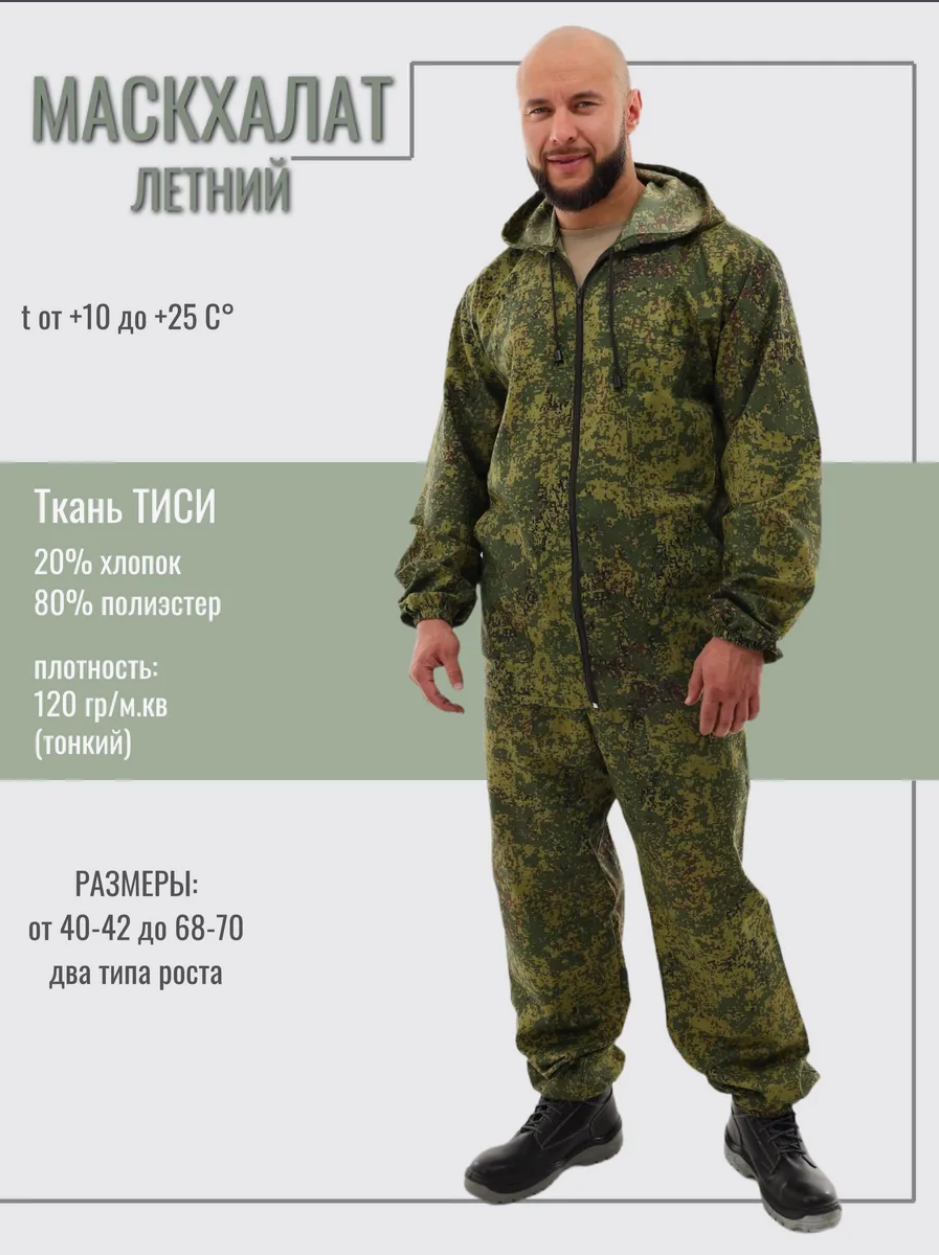 МАСКХАЛАТ
ЛЕТНИЙ
t от +10 до +25 С°
Ткань ТИСИ
20% хлопок
80% полиэстер
плотность:
120 гр/м.кв
(тонкий)
РАЗМЕРЫ:
от 40-42 до 68-70
два типа роста